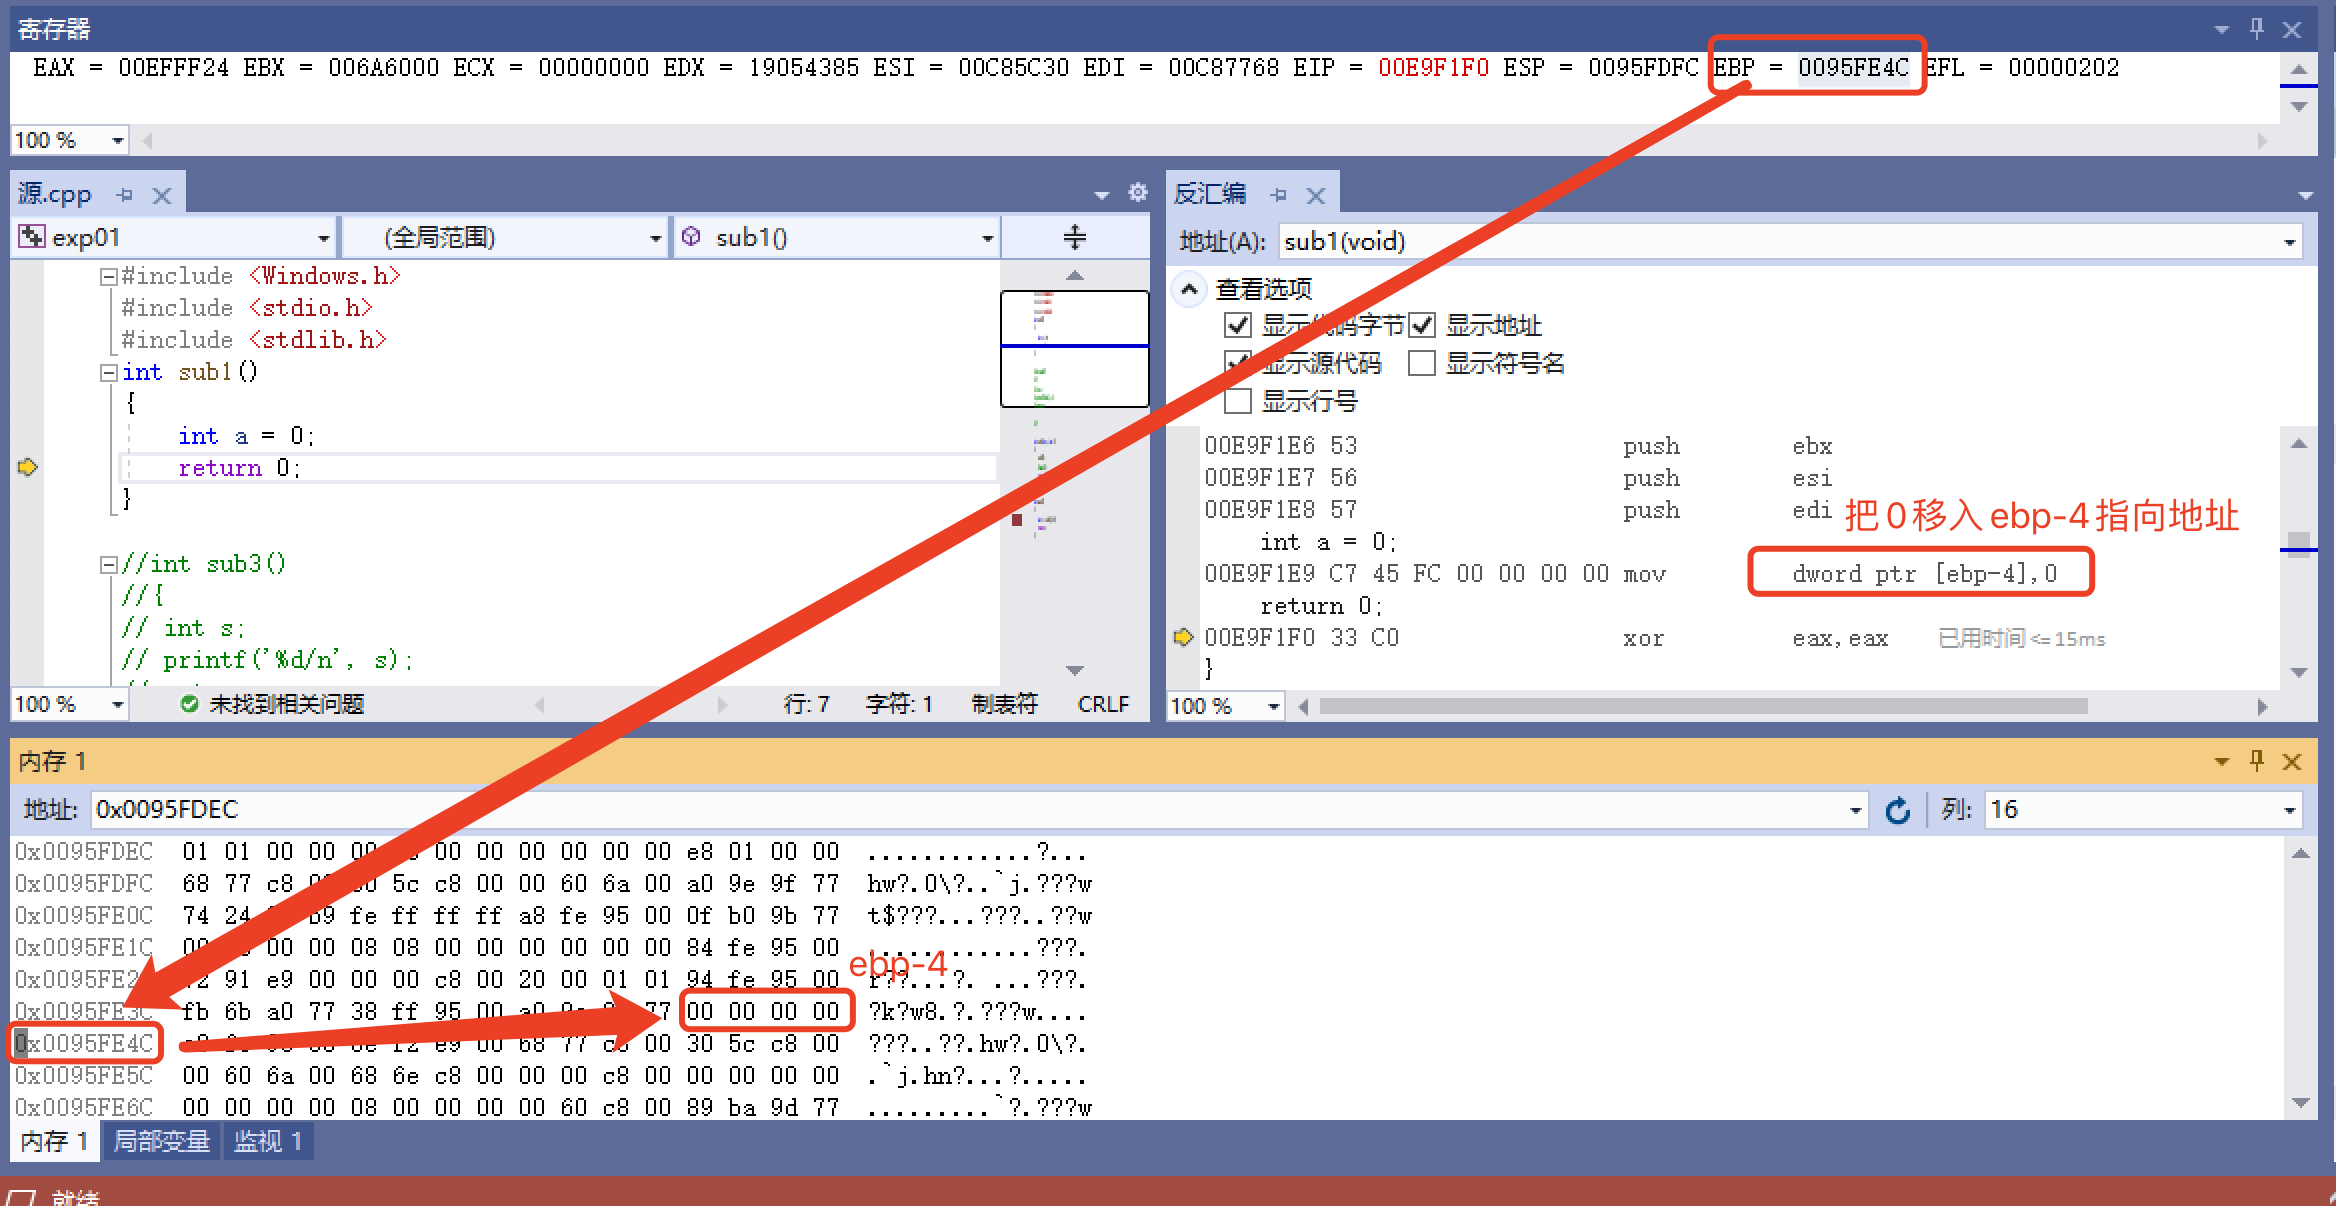 寄存器
EAX = 00EFFF24 EBX = 006A6000 ECX = 00000000 EDX = 19054385 ESI = 00C85C30 EDI = 00C87768 EIP = 00E9F1F0 ESP = 0095FDFC EBP = 0095FE4C EFL = 00000202
100 %
源.cpp
exp01 (全局范围) sub1()
#include <Windows.h>
#include <stdio.h>
#include <stdlib.h>
int sub1()
{
int a = 0;
return 0;
}
//int sub3()
//{
// int s;
// printf('%d/n', s);
100 % 未找到相关问题 行: 7 字符: 1 制表符 CRLF
反汇编
地址(A): sub1(void)
查看选项
显示代码字节 显示地址
显示源代码 显示符号名
显示行号
00E9F1E6 53 push ebx
00E9F1E7 56 push esi
00E9F1E8 57 push edi
把0移入ebp-4指向地址
int a = 0;
00E9F1E9 C7 45 FC 00 00 00 00 mov dword ptr [ebp-4],0
return 0;
00E9F1F0 33 C0 xor eax,eax 已用时间<=15ms
}
100 %
内存 1
地址: 0x0095FDEC 列: 16
0x0095FDEC 01 01 00 00 00 00 00 00 00 00 00 e8 01 00 00 ............?...
0x0095FDFC 68 77 c8 5c c8 00 00 60 6a 00 a0 9e 9f 77 hw?.0\?..`j.???w
0x0095FE0C 74 24 b9 fe ff ff ff a8 fe 95 00 0f b0 9b 77 t$???...???..??w
0x0095FE1C 00 00 00 08 08 00 00 00 00 00 00 84 fe 95 00 ............???.
ebp-4
91 e9 00 00 00 c8 00 20 00 01 01 94 fe 95 00 r??...?. ...???.
0x0095FE3C fb 6b a0 77 38 ff 95 00 a0 77 00 00 00 00 ?k?w8.?.???w....
0x0095FE4C e9 00 68 77 00 30 5c c8 00 ???..??.hw?.0\?.
0x0095FE5C 00 60 6a 00 68 6e c8 00 00 00 c8 00 00 00 00 00 .`j.hn?...?.....
0x0095FE6C 00 00 00 00 08 00 00 00 00 60 c8 00 89 ba 9d 77 .........`?.???w
内存 1 局部变量 监视 1
就绪